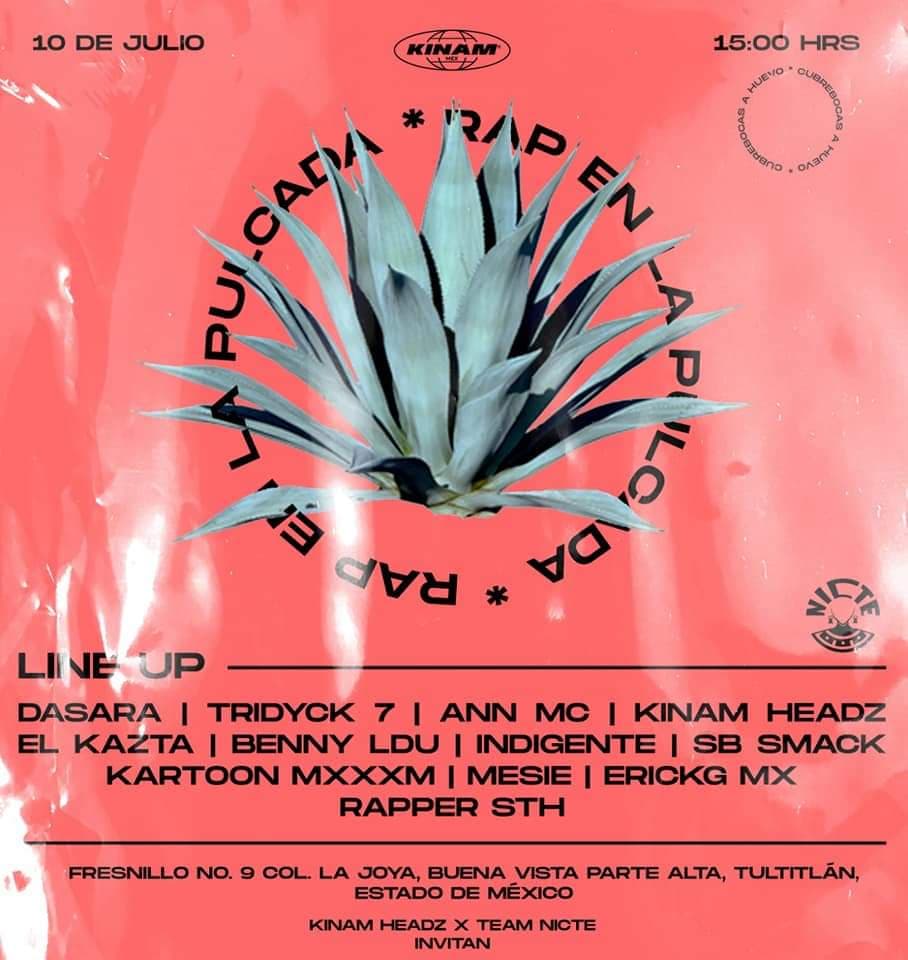 10 DE JULIO
KINAM
MEX
15:00 HRS
CUBREBOCAS A HUEVO * CUBREBOCAS A HUEVO *
* RAP EN LA PULCADA * RAP EN LA PULCADA
NICTE
LINE UP
DASARA | TRIDYCK 7 | ANN MC | KINAM HEADZ
EL KAZTA | BENNY LDU | INDIGENTE | SB SMACK
KARTOON MXXXM | MESIE | ERICKG MX
RAPPER STH
FRESNILLO NO. 9 COL. LA JOYA, BUENA VISTA PARTE ALTA, TULTITLÁN,
ESTADO DE MÉXICO
KINAM HEADZ X TEAM NICTE
INVITAN